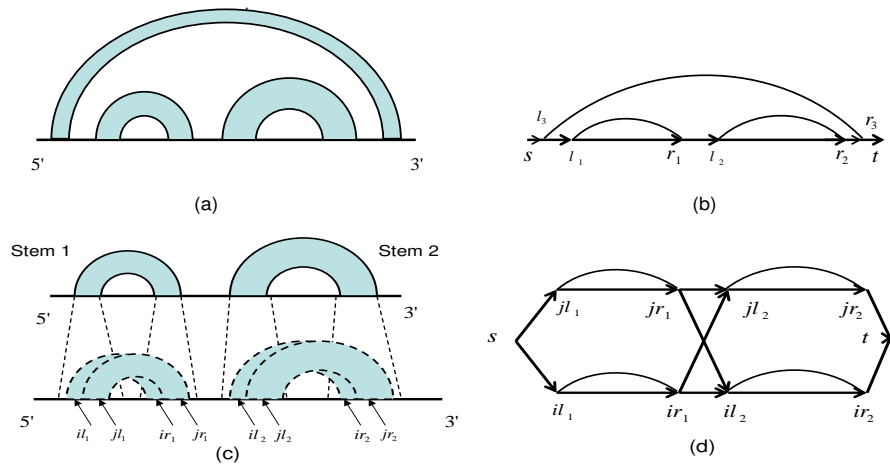 5' 3'
(a)
l₃ r₃
s l₁ r₁ l₂ r₂ t
(b)
Stem 1 Stem 2
5' 3'
5' 3'
il₁ jl₁ ir₁ jr₁ il₂ jl₂ ir₂ jr₂
(c)
jl₁ jr₁ jl₂ jr₂
s t
il₁ ir₁ il₂ ir₂
(d)